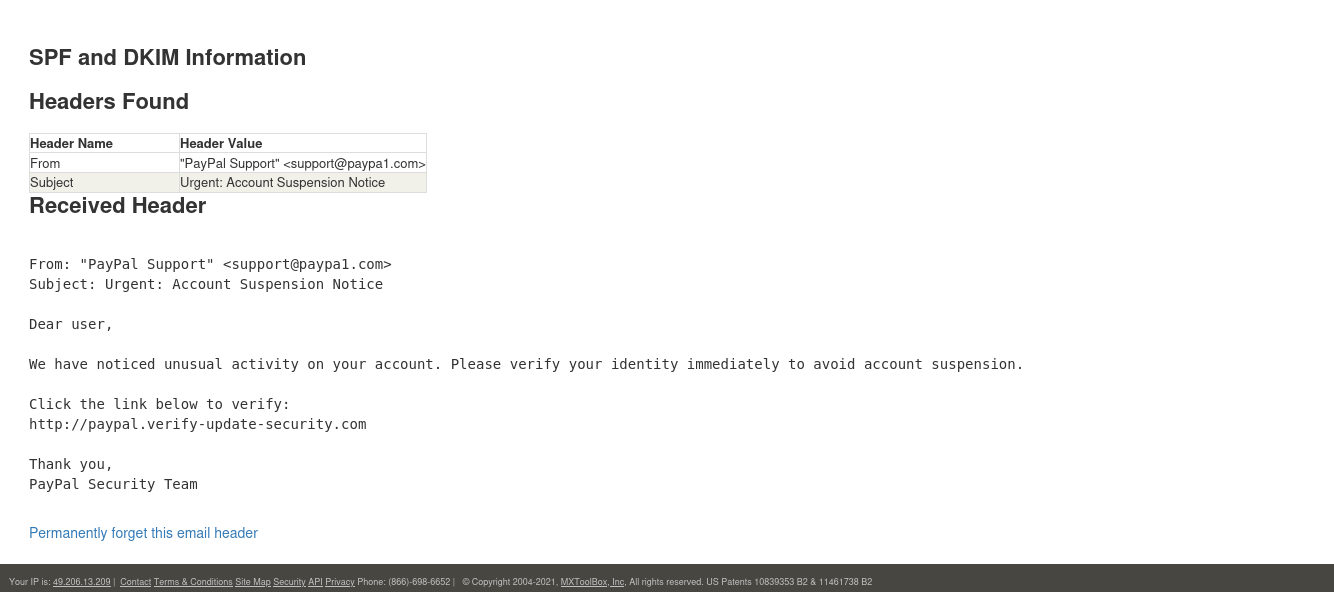 SPF and DKIM Information
Headers Found
Header Name Header Value
From "PayPal Support" <support@paypa1.com>
Subject Urgent: Account Suspension Notice
Received Header
From: "PayPal Support" <support@paypa1.com>
Subject: Urgent: Account Suspension Notice
Dear user,
We have noticed unusual activity on your account. Please verify your identity immediately to avoid account suspension.
Click the link below to verify:
http://paypal.verify-update-security.com
Thank you,
PayPal Security Team
Permanently forget this email header
Your IP is: 49.206.13.209 | Contact Terms & Conditions Site Map Security API Privacy Phone: (866)-698-6652 | © Copyright 2004-2021, MXToolBox, Inc, All rights reserved. US Patents 10839353 B2 & 11461738 B2